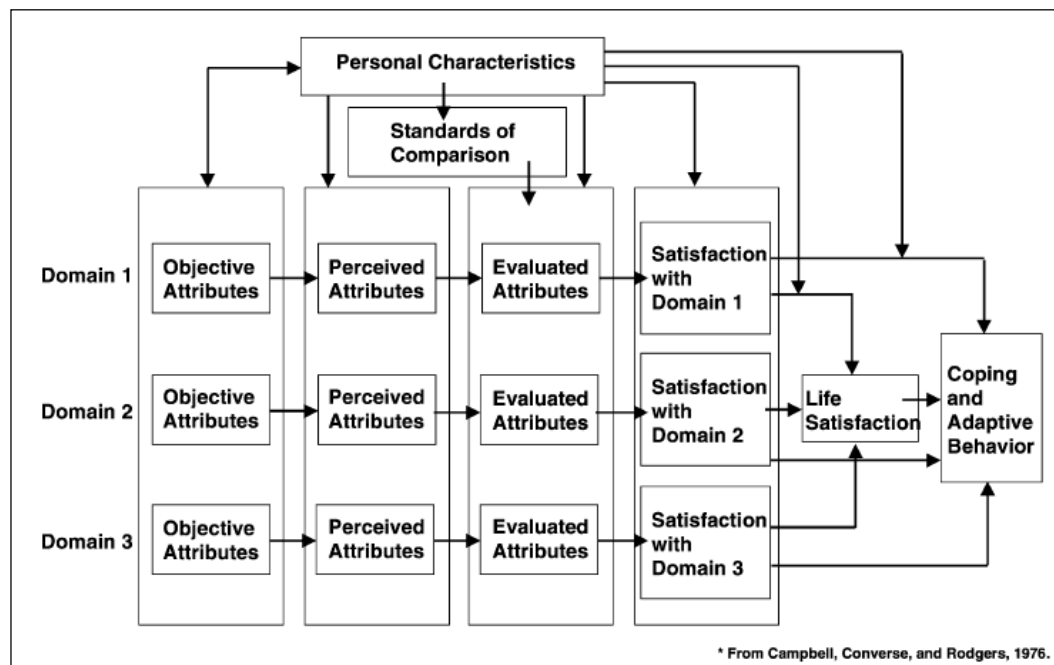 Personal Characteristics
Standards of
Comparison
Domain 1
Objective
Attributes
Perceived
Attributes
Evaluated
Attributes
Satisfaction
with
Domain 1
Domain 2
Objective
Attributes
Perceived
Attributes
Evaluated
Attributes
Satisfaction
with
Domain 2
Life
Satisfaction
Coping
and
Adaptive
Behavior
Domain 3
Objective
Attributes
Perceived
Attributes
Evaluated
Attributes
Satisfaction
with
Domain 3
* From Campbell, Converse, and Rodgers, 1976.